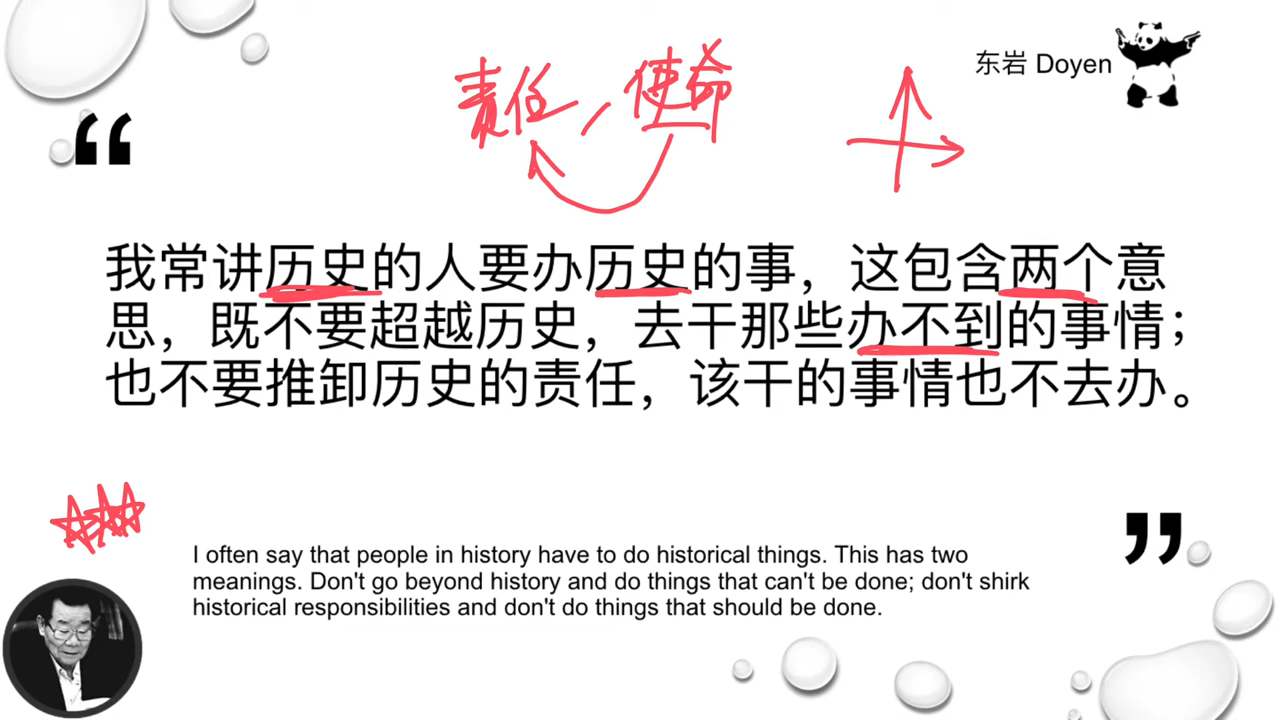 责任，使命
东岩 Doyen
“
我常讲历史的人要办历史的事，这包含两个意
思，既不要超越历史，去干那些办不到的事情；
也不要推卸历史的责任，该干的事情也不去办。
”
I often say that people in history have to do historical things. This has two
meanings. Don't go beyond history and do things that can't be done; don't shirk
historical responsibilities and don't do things that should be done.